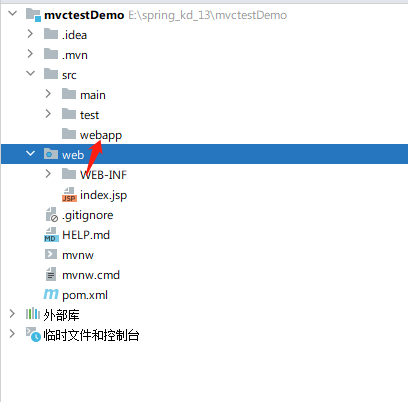 mvctestDemo E:\spring_kd_13\mvctestDemo
.idea
.mvn
src
main
test
webapp
web
WEB-INF
JSP index.jsp
.gitignore
MD HELP.md
mvnw
mvnw.cmd
m pom.xml
外部库
临时文件和控制台